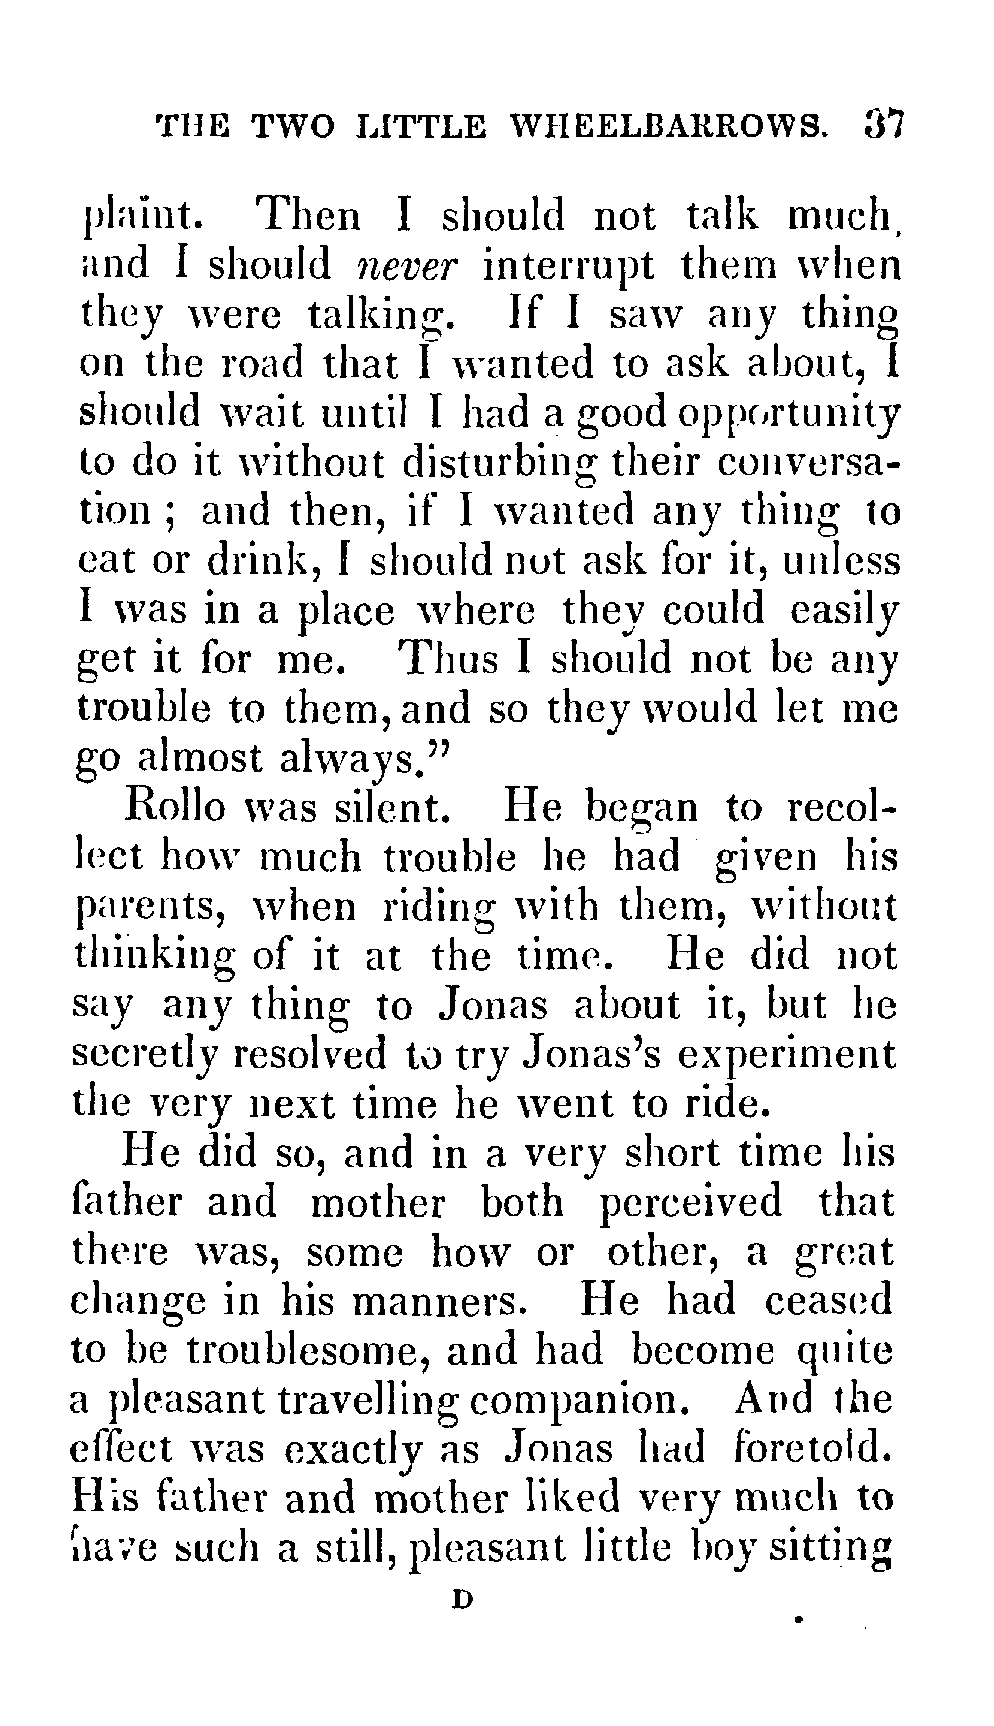 THE TWO LITTLE WHEELBARROWS. 37
plaint. Then I should not talk much,
and I should never interrupt them when
they were talking. If I saw any thing
on the road that I wanted to ask about, I
should wait until I had a good opportunity
to do it without disturbing their conversa-
tion ; and then, if I wanted any thing to
eat or drink, I should not ask for it, unless
I was in a place where they could easily
get it for me. Thus I should not be any
trouble to them, and so they would let me
go almost always.”
Rollo was silent. He began to recol-
lect how much trouble he had given his
parents, when riding with them, without
thinking of it at the time. He did not
say any thing to Jonas about it, but he
secretly resolved to try Jonas’s experiment
the very next time he went to ride.
He did so, and in a very short time his
father and mother both perceived that
there was, some how or other, a great
change in his manners. He had ceased
to be troublesome, and had become quite
a pleasant travelling companion. And the
effect was exactly as Jonas had foretold.
His father and mother liked very much to
have such a still, pleasant little boy sitting
D